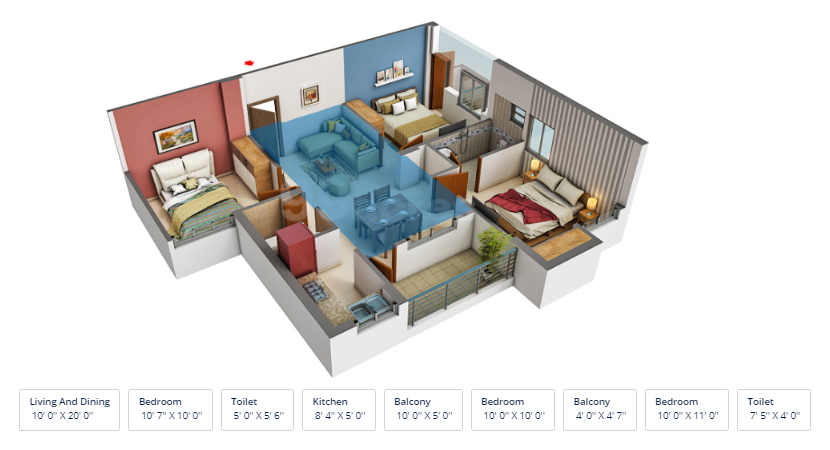 Living And Dining
10' 0" X 20' 0"
Bedroom
10' 7" X 10' 0"
Toilet
5' 0" X 5' 6"
Kitchen
8' 4" X 5' 0"
Balcony
10' 0" X 5' 0"
Bedroom
10' 0" X 10' 0"
Balcony
4' 0" X 4' 7"
Bedroom
10' 0" X 11' 0"
Toilet
7' 5" X 4' 0"